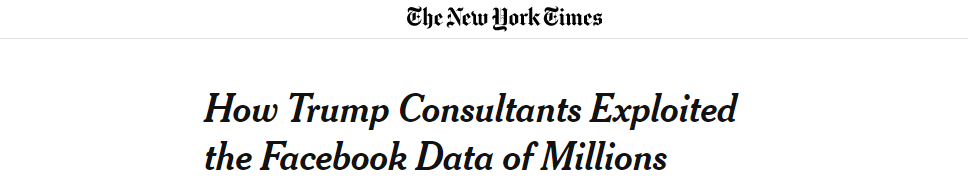 The New York Times
How Trump Consultants Exploited
the Facebook Data of Millions